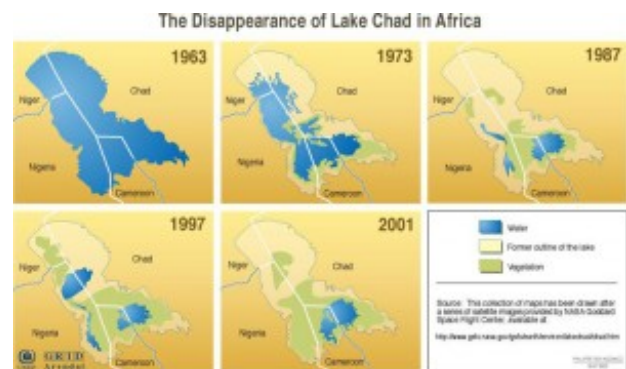 The Disappearance of Lake Chad in Africa
1963
Niger
Chad
Nigeria
Cameroon
1973
Niger
Chad
Nigeria
Cameroon
1987
Niger
Chad
Nigeria
Cameroon
1997
Niger
Chad
Nigeria
Cameroon
2001
Niger
Chad
Nigeria
Cameroon
Water
Former outline of the lake
Vegetation
Source: This collection of maps has been drawn after
a series of satellite images provided by NASA Goddard
Space Flight Center, available at:
GRID
Arendal